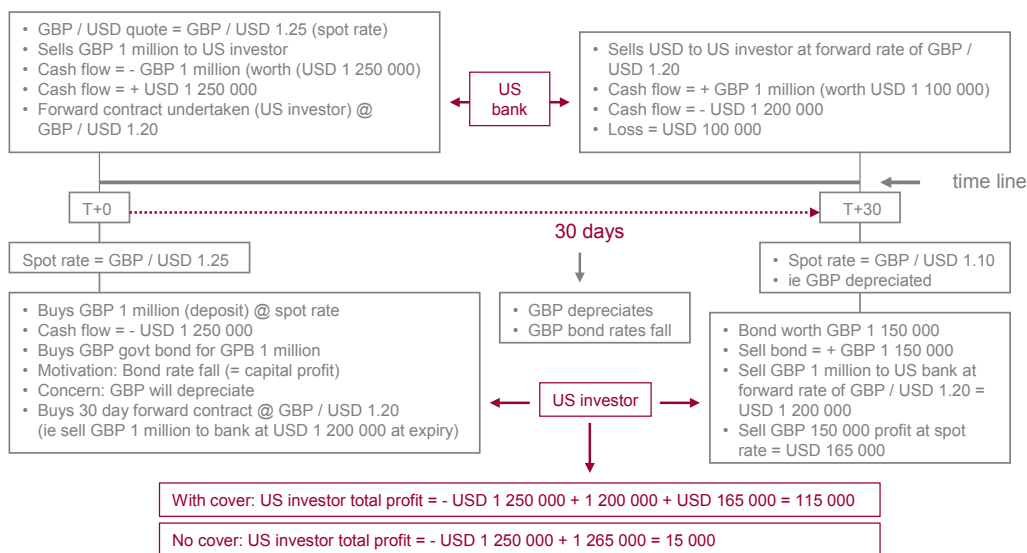 • GBP / USD quote = GBP / USD 1.25 (spot rate)
• Sells GBP 1 million to US investor
• Cash flow = - GBP 1 million (worth (USD 1 250 000)
• Cash flow = + USD 1 250 000
• Forward contract undertaken (US investor) @
GBP / USD 1.20
US
bank
• Sells USD to US investor at forward rate of GBP /
USD 1.20
• Cash flow = + GBP 1 million (worth USD 1 100 000)
• Cash flow = - USD 1 200 000
• Loss = USD 100 000
time line
T+0
T+30
30 days
Spot rate = GBP / USD 1.25
• Spot rate = GBP / USD 1.10
• ie GBP depreciated
• Buys GBP 1 million (deposit) @ spot rate
• Cash flow = - USD 1 250 000
• Buys GBP govt bond for GPB 1 million
• Motivation: Bond rate fall (= capital profit)
• Concern: GBP will depreciate
• Buys 30 day forward contract @ GBP / USD 1.20
(ie sell GBP 1 million to bank at USD 1 200 000 at expiry)
• GBP depreciates
• GBP bond rates fall
US investor
• Bond worth GBP 1 150 000
• Sell bond = + GBP 1 150 000
• Sell GBP 1 million to US bank at
forward rate of GBP / USD 1.20 =
USD 1 200 000
• Sell GBP 150 000 profit at spot
rate = USD 165 000
With cover: US investor total profit = - USD 1 250 000 + 1 200 000 + USD 165 000 = 115 000
No cover: US investor total profit = - USD 1 250 000 + 1 265 000 = 15 000